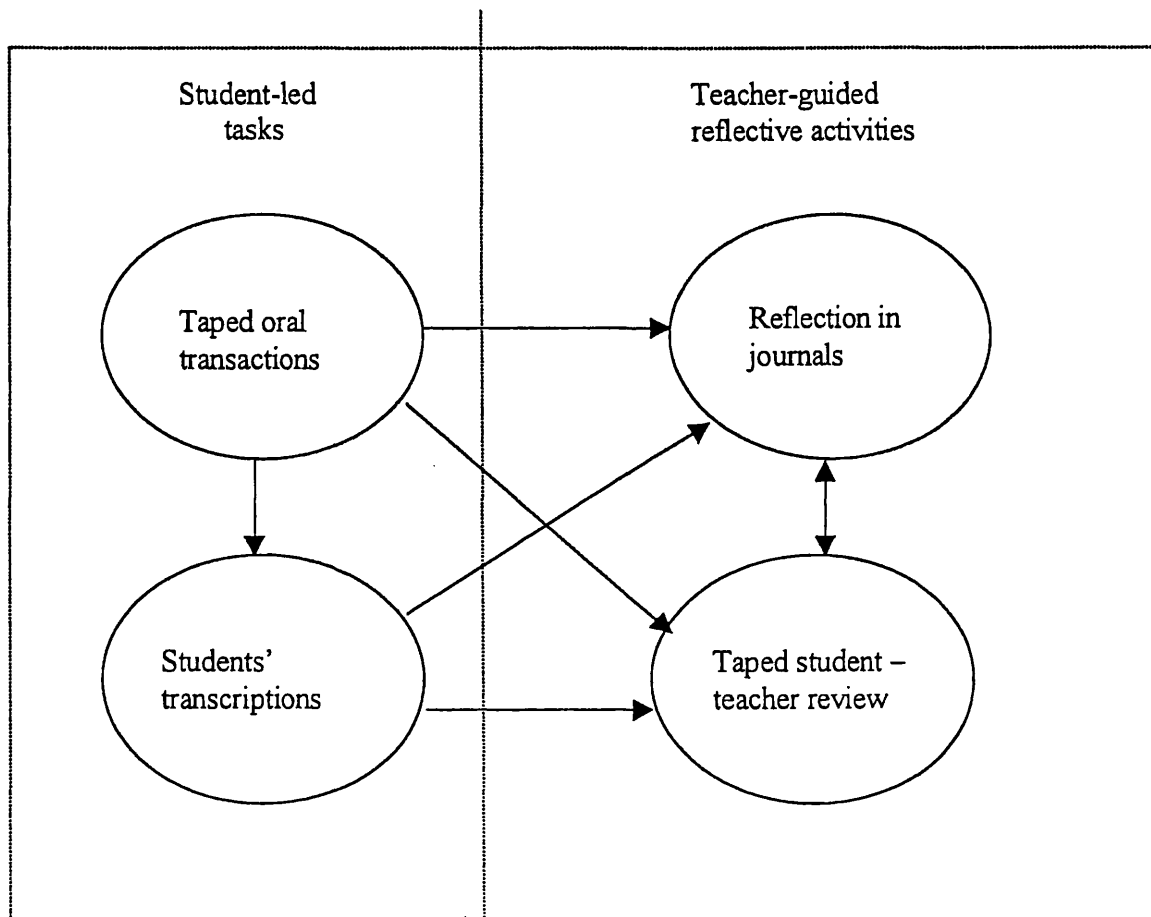 Student-led
tasks
Teacher-guided
reflective activities
Taped oral
transactions
Reflection in
journals
Students’
transcriptions
Taped student –
teacher review